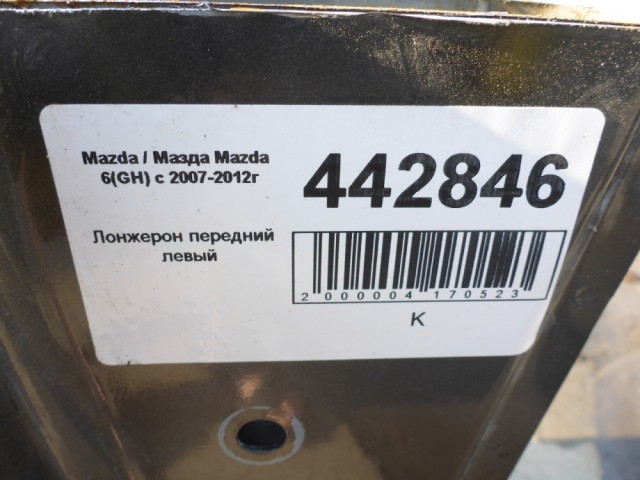 Mazda / Мазда Mazda
6(GH) с 2007-2012г
442846
Лонжерон передний
левый
2000004170523
К